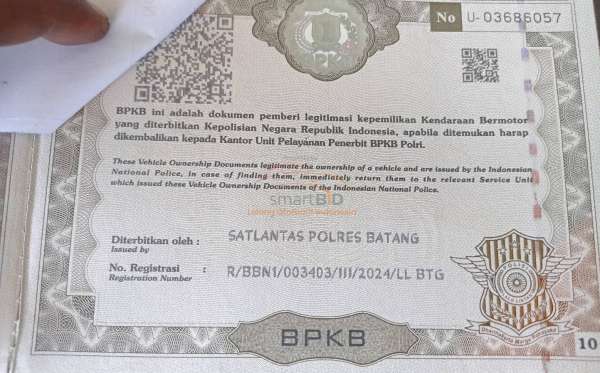 No U-03686057
BPKB ini adalah dokumen pemberi legitimasi kepemilikan Kendaraan Bermotor
yang diterbitkan Kepolisian Negara Republik Indonesia, apabila ditemukan harap
dikembalikan kepada Kantor Unit Pelayanan Penerbit BPKB Polri.
These Vehicle Ownership Documents legitimate the ownership of a vehicle and are issued by the Indonesian
National Police, in case of finding them, immediately return them to the relevant Service Unit
which issued these Vehicle Ownership Documents of the Indonesian National Police.
smartBID
Diterbitkan oleh : SATLANTAS POLRES BATANG
Issued by
No. Registrasi : R/BBN1/003403/III/2024/LL BTG
Registration Number
BPKB
10